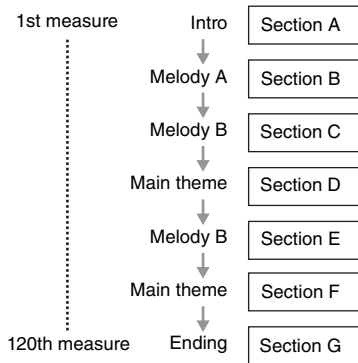 1st measure Intro Section A
Melody A Section B
Melody B Section C
Main theme Section D
Melody B Section E
Main theme Section F
120th measure Ending Section G